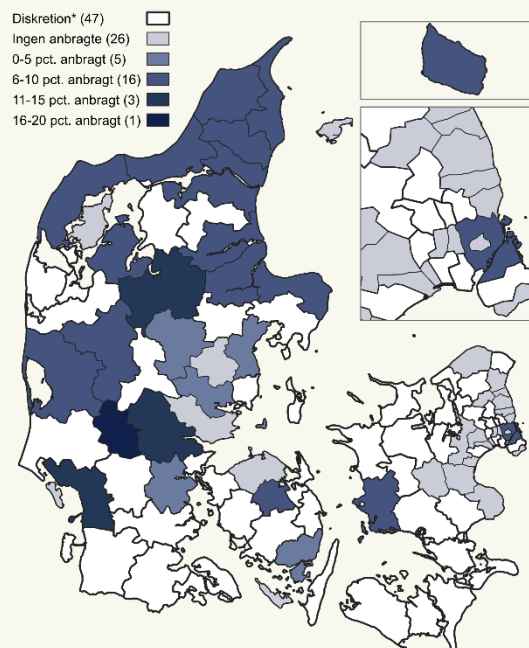 Diskretion* (47)
Ingen anbragte (26)
0-5 pct. anbragt (5)
6-10 pct. anbragt (16)
11-15 pct. anbragt (3)
16-20 pct. anbragt (1)